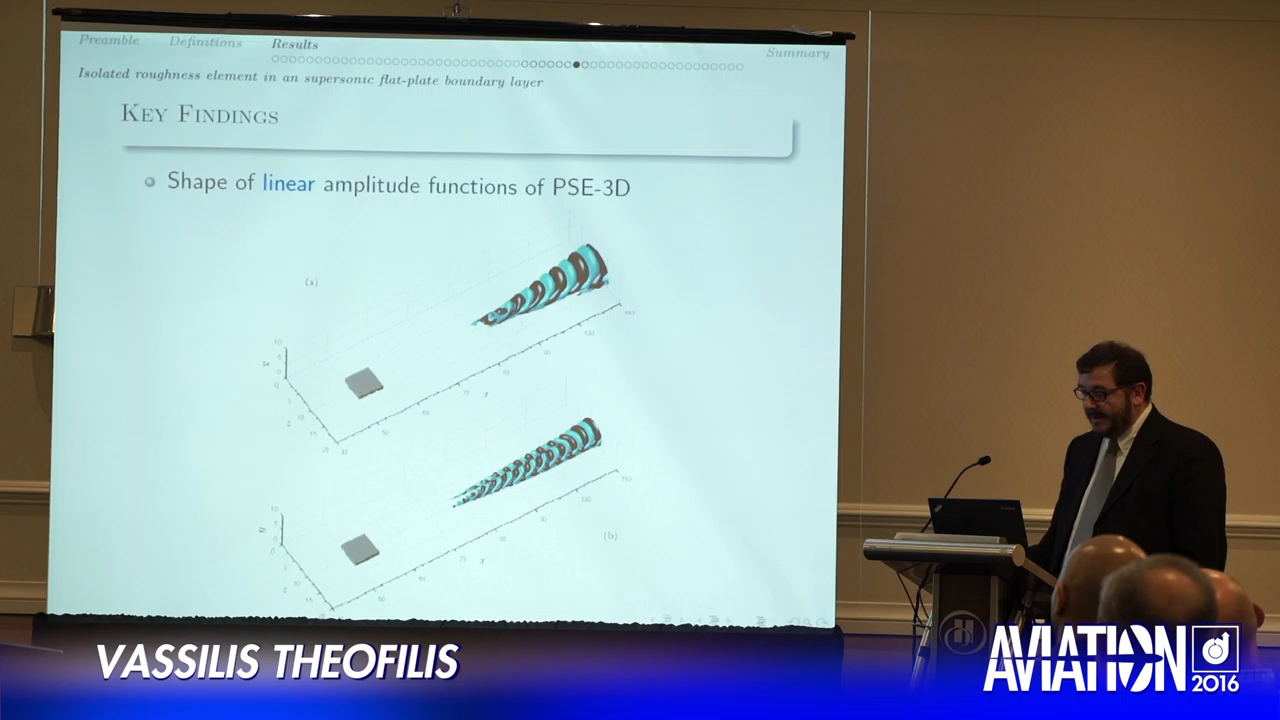 Preamble Definitions Results Summary
Isolated roughness element in an supersonic flat-plate boundary layer
KEY FINDINGS
Shape of linear amplitude functions of PSE-3D
(a)
(b)
VASSILIS THEOFILIS
AVIATION
2016